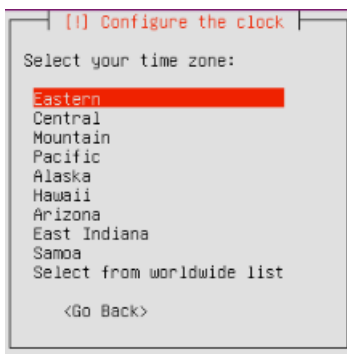 [!] Configure the clock
Select your time zone:
Eastern
Central
Mountain
Pacific
Alaska
Hawaii
Arizona
East Indiana
Samoa
Select from worldwide list
<Go Back>